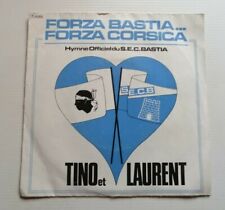 FORZA BASTIA...
FORZA CORSICA
Hymne Officiel du S.E.C. BASTIA
S.E.C.B
TINO et LAURENT